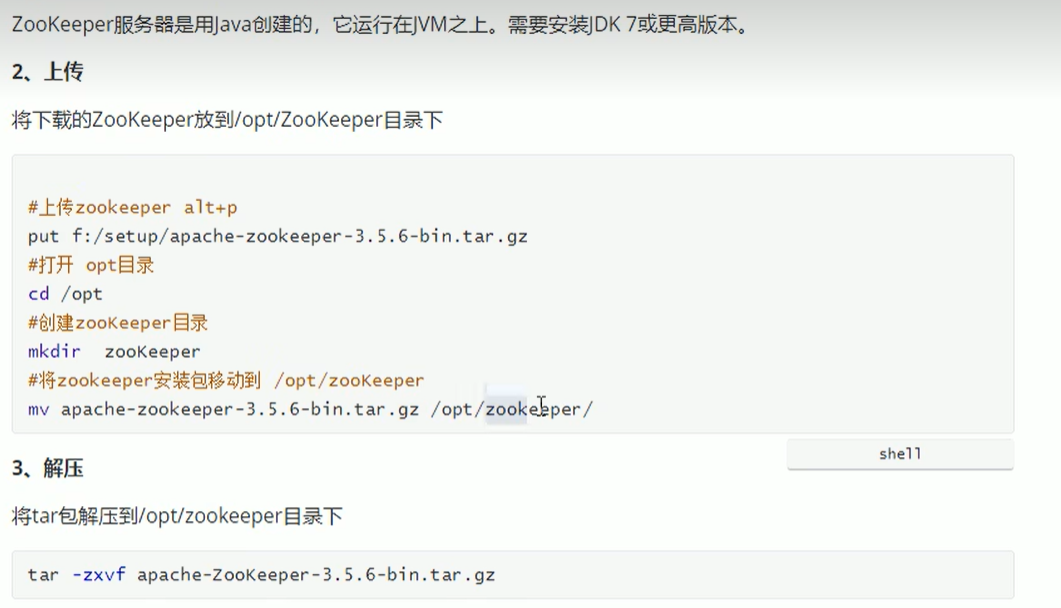 ZooKeeper服务器是用Java创建的，它运行在JVM之上。需要安装JDK 7或更高版本。
2、上传
将下载的ZooKeeper放到/opt/ZooKeeper目录下
#上传zookeeper alt+p
put f:/setup/apache-zookeeper-3.5.6-bin.tar.gz
#打开 opt目录
cd /opt
#创建zooKeeper目录
mkdir  zooKeeper
#将zookeeper安装包移动到 /opt/zooKeeper
mv apache-zookeeper-3.5.6-bin.tar.gz /opt/zookeeper/
shell
3、解压
将tar包解压到/opt/zookeeper目录下
tar -zxvf apache-ZooKeeper-3.5.6-bin.tar.gz